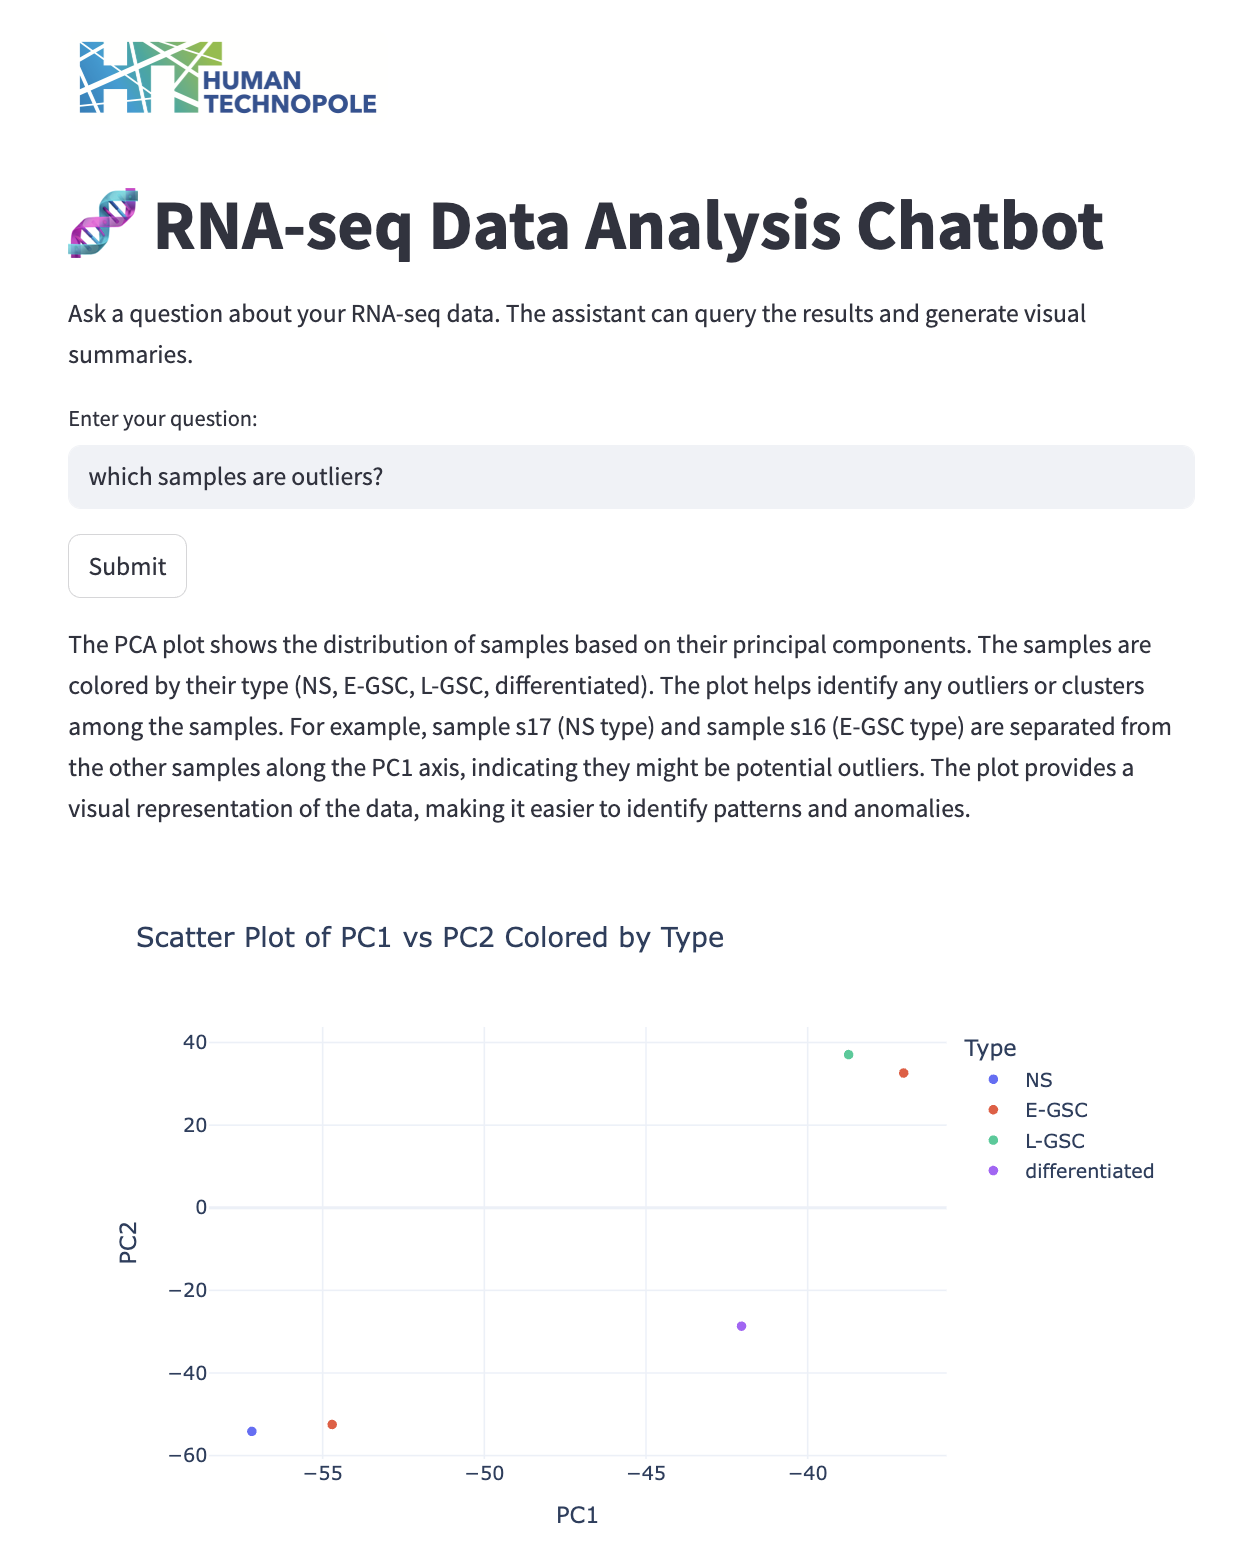 HUMAN
TECHNOPOLE
RNA-seq Data Analysis Chatbot
Ask a question about your RNA-seq data. The assistant can query the results and generate visual
summaries.
Enter your question:
which samples are outliers?
Submit
The PCA plot shows the distribution of samples based on their principal components. The samples are
colored by their type (NS, E-GSC, L-GSC, differentiated). The plot helps identify any outliers or clusters
among the samples. For example, sample s17 (NS type) and sample s16 (E-GSC type) are separated from
the other samples along the PC1 axis, indicating they might be potential outliers. The plot provides a
visual representation of the data, making it easier to identify patterns and anomalies.
Scatter Plot of PC1 vs PC2 Colored by Type
40
20
0
−20
−40
−60
PC2
−55
−50
−45
−40
PC1
Type
NS
E-GSC
L-GSC
differentiated